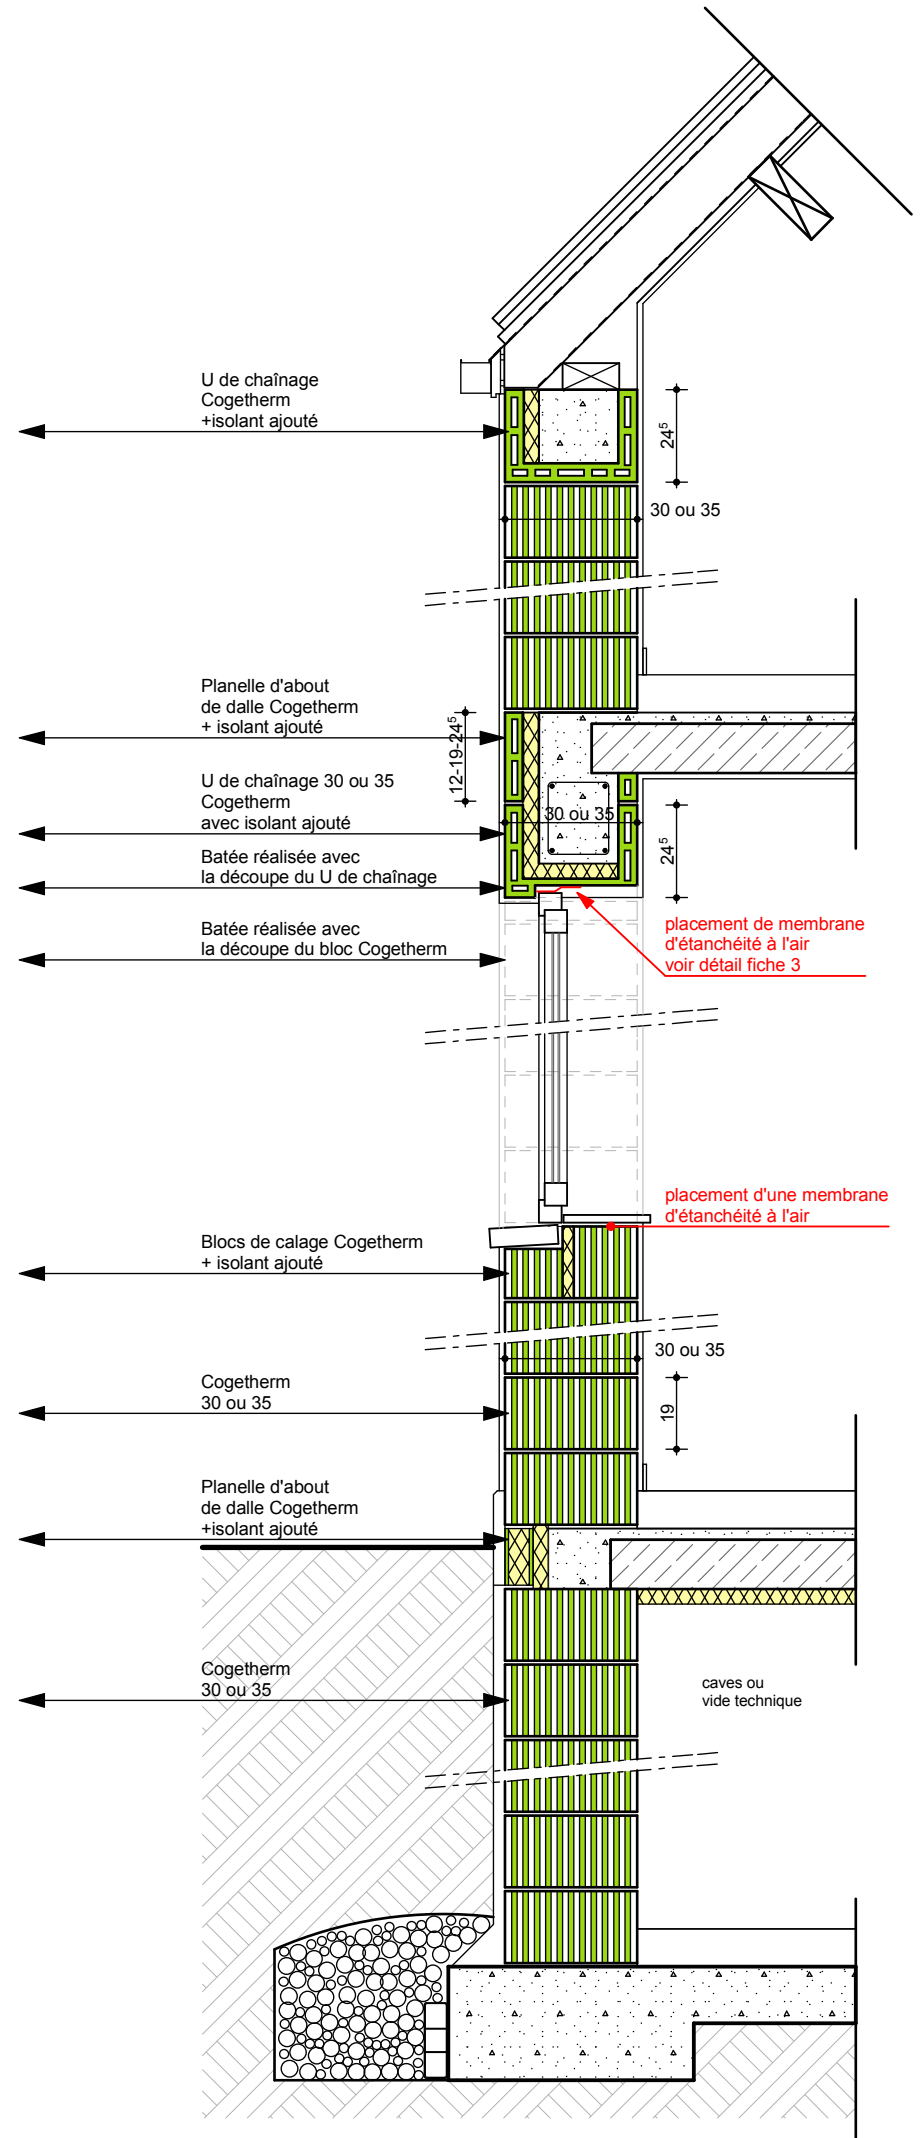 U de chaînage
Cogetherm
+isolant ajouté
24⁵
30 ou 35
Planelle d'about
de dalle Cogetherm
+ isolant ajouté
12-19-24⁵
U de chaînage 30 ou 35
Cogetherm
avec isolant ajouté
30 ou 35
24⁵
Batée réalisée avec
la découpe du U de chaînage
Batée réalisée avec
la découpe du bloc Cogetherm
placement de membrane
d'étanchéité à l'air
voir détail fiche 3
placement d'une membrane
d'étanchéité à l'air
Blocs de calage Cogetherm
+ isolant ajouté
30 ou 35
Cogetherm
30 ou 35
19
Planelle d'about
de dalle Cogetherm
+isolant ajouté
Cogetherm
30 ou 35
caves ou
vide technique